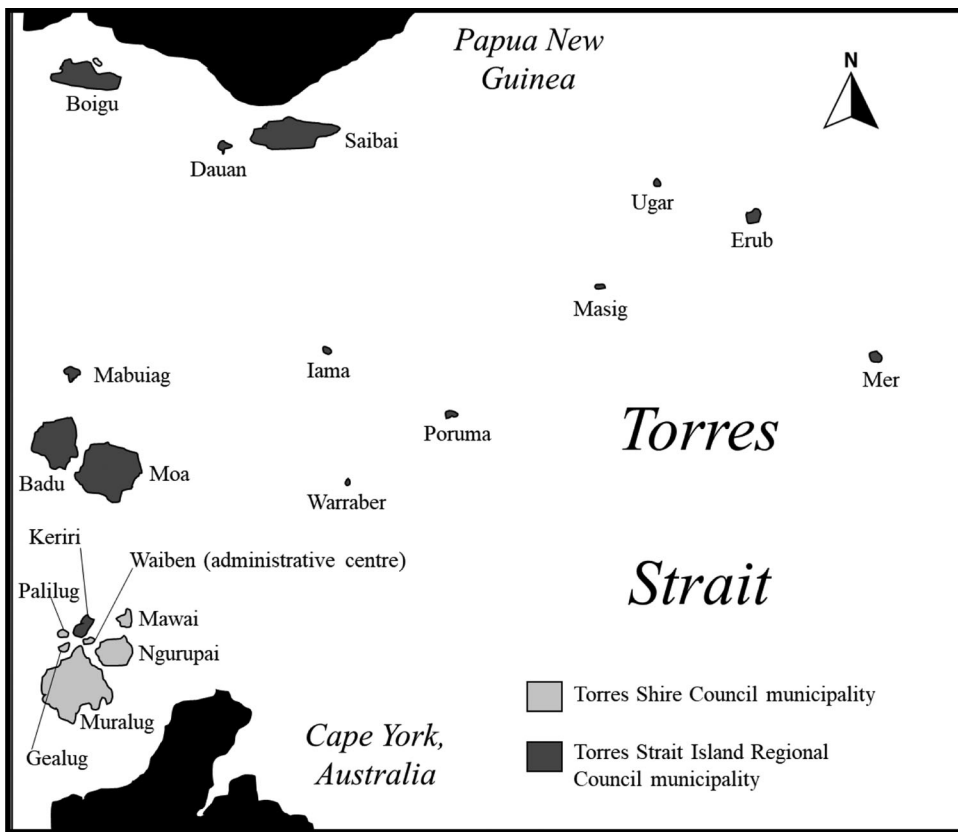 Papua New
Guinea
N
Boigu
Saibai
Dauan
Ugar
Erub
Masig
Iama
Mabuiag
Mer
Poruma
Torres
Badu
Moa
Warraber
Keriri
Waiben (administrative centre)
Palilug
Strait
Mawai
Ngurupai
Torres Shire Council municipality
Muralug
Gealug
Cape York,
Australia
Torres Strait Island Regional
Council municipality